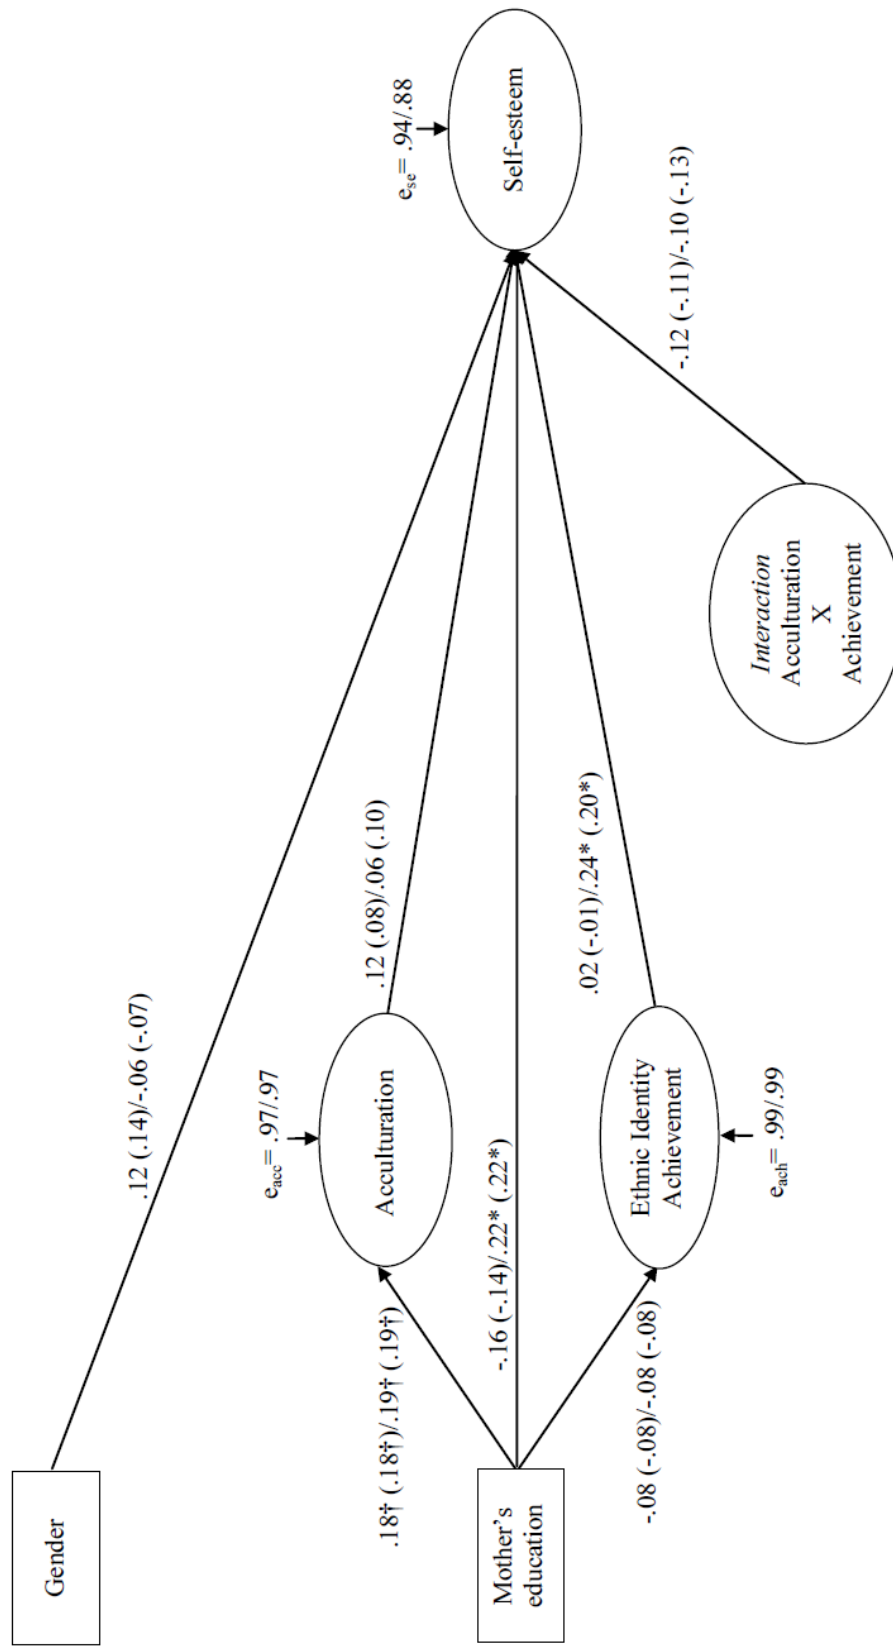 Gender
.12 (.14)/-.06 (-.07)
e_acc= .97/.97
Acculturation
.12 (.08)/.06 (.10)
e_se= .94/.88
Self-esteem
.18† (.18†)/.19† (.19†)
Mother's
education
-.16 (-.14)/.22* (.22*)
-.08 (-.08)/-.08 (-.08)
Ethnic Identity
Achievement
e_ach= .99/.99
.02 (-.01)/.24* (.20*)
Interaction
Acculturation
X
Achievement
-.12 (-.11)/-.10 (-.13)